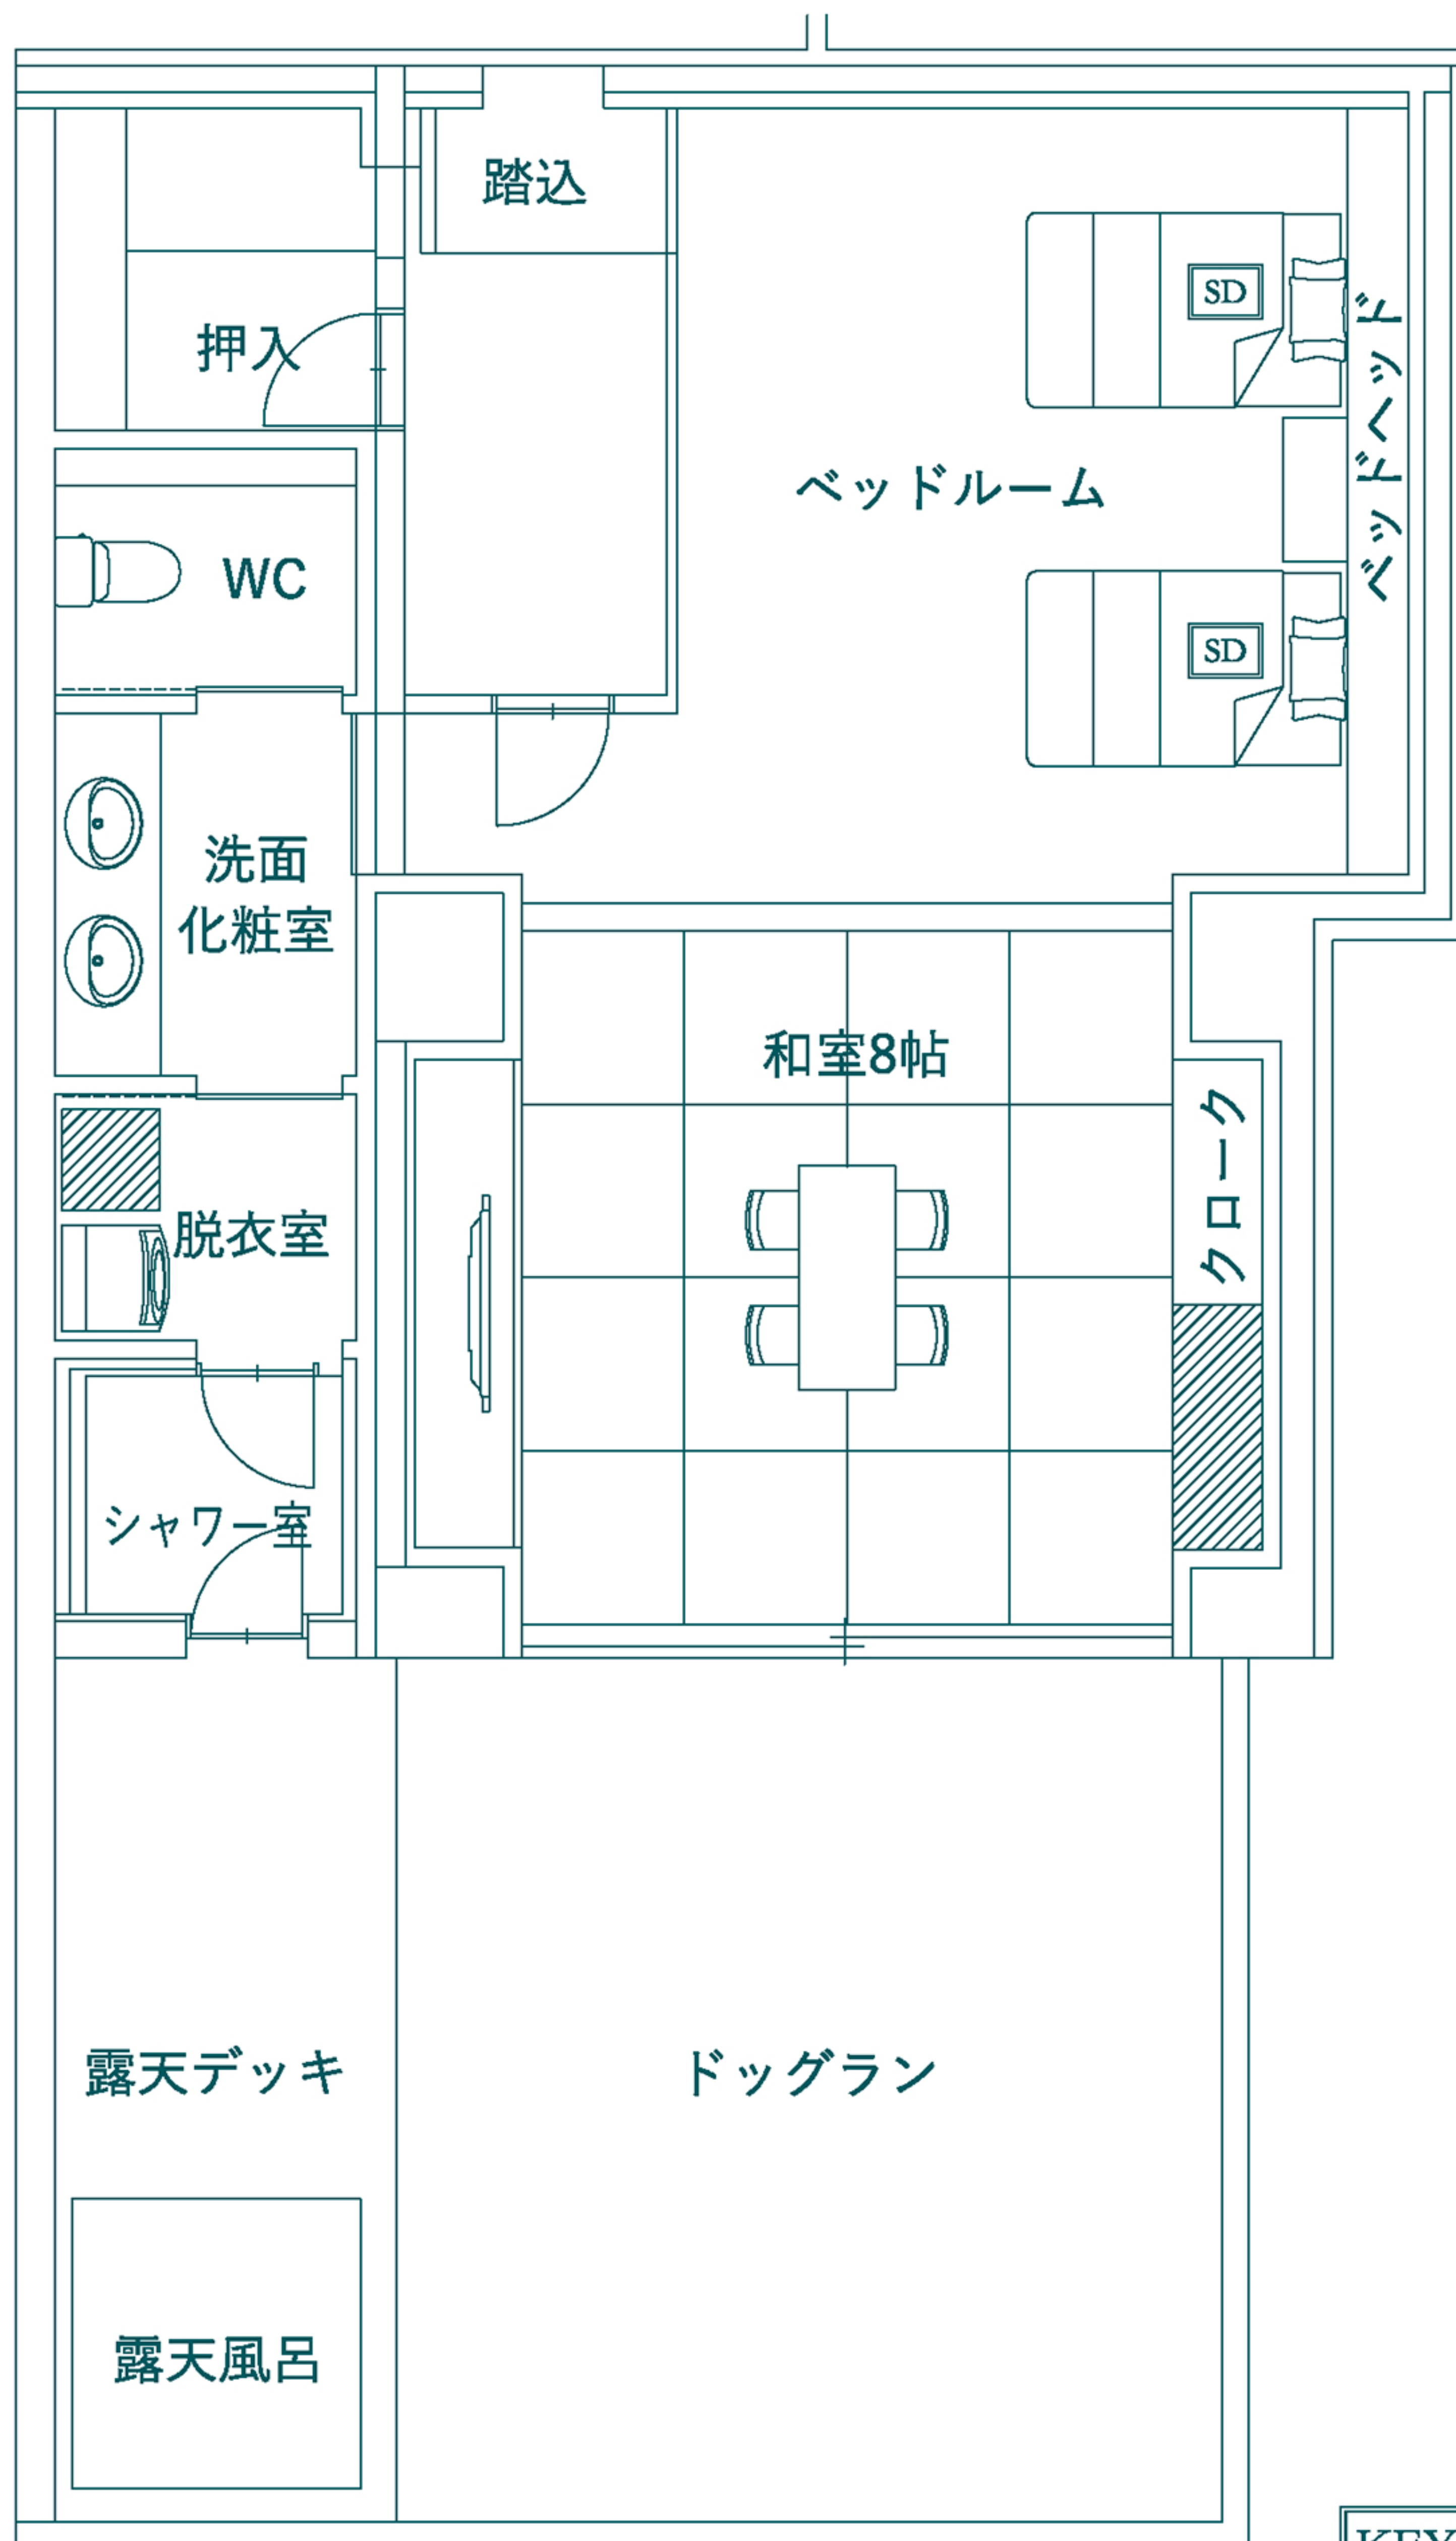 踏込
押入
SD
ベッドヘッド
ベッドルーム
WC
SD
洗面
化粧室
和室8帖
クローク
脱衣室
シャワー室
露天デッキ
ドッグラン
露天風呂
KEY